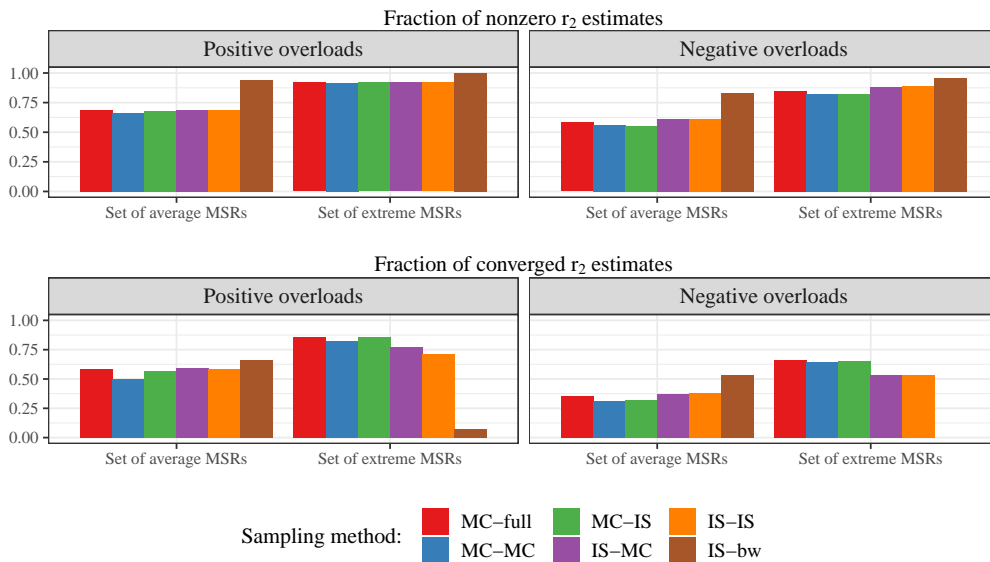 Fraction of nonzero r₂ estimates
Positive overloads
Negative overloads
1.00
0.75
0.50
0.25
0.00
Set of average MSRs
Set of extreme MSRs
Set of average MSRs
Set of extreme MSRs
Fraction of converged r₂ estimates
Positive overloads
Negative overloads
1.00
0.75
0.50
0.25
0.00
Set of average MSRs
Set of extreme MSRs
Set of average MSRs
Set of extreme MSRs
Sampling method:
MC−full
MC−IS
IS−IS
MC−MC
IS−MC
IS−bw